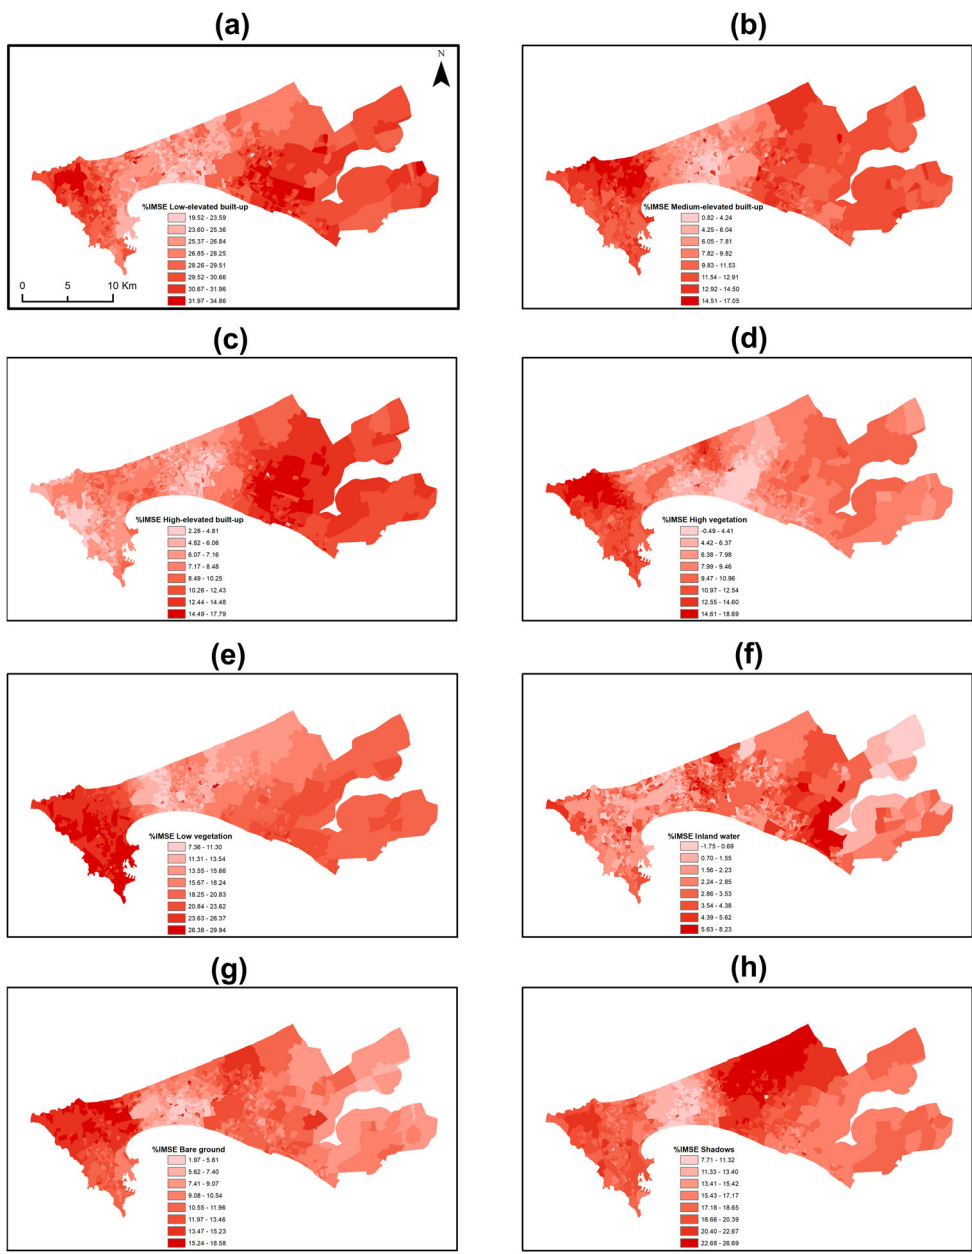 (a)
N
%IMSE Low-elevated built-up
19.52 - 23.59
23.60 - 25.36
25.37 - 26.84
26.85 - 28.25
28.26 - 29.51
29.52 - 30.66
30.67 - 31.96
31.97 - 34.86
0 5 10 Km
(b)
%IMSE Medium-elevated built-up
0.82 - 4.24
4.25 - 6.04
6.05 - 7.81
7.82 - 9.82
9.83 - 11.53
11.54 - 12.91
12.92 - 14.50
14.51 - 17.05
(c)
%IMSE High-elevated built-up
2.28 - 4.81
4.82 - 6.06
6.07 - 7.16
7.17 - 8.48
8.49 - 10.25
10.26 - 12.43
12.44 - 14.48
14.49 - 17.79
(d)
%IMSE High vegetation
-0.49 - 4.41
4.42 - 6.37
6.38 - 7.98
7.99 - 9.46
9.47 - 10.96
10.97 - 12.54
12.55 - 14.60
14.61 - 18.69
(e)
%IMSE Low vegetation
7.36 - 11.30
11.31 - 13.54
13.55 - 15.66
15.67 - 18.24
18.25 - 20.83
20.84 - 23.62
23.63 - 26.37
26.38 - 29.94
(f)
%IMSE Inland water
-1.75 - 0.69
0.70 - 1.55
1.56 - 2.23
2.24 - 2.85
2.86 - 3.53
3.54 - 4.38
4.39 - 5.62
5.63 - 8.23
(g)
%IMSE Bare ground
1.97 - 5.61
5.62 - 7.40
7.41 - 9.07
9.08 - 10.54
10.55 - 11.96
11.97 - 13.46
13.47 - 15.23
15.24 - 18.58
(h)
%IMSE Shadows
7.71 - 11.32
11.33 - 13.40
13.41 - 15.42
15.43 - 17.17
17.18 - 18.65
18.66 - 20.39
20.40 - 22.67
22.68 - 26.69